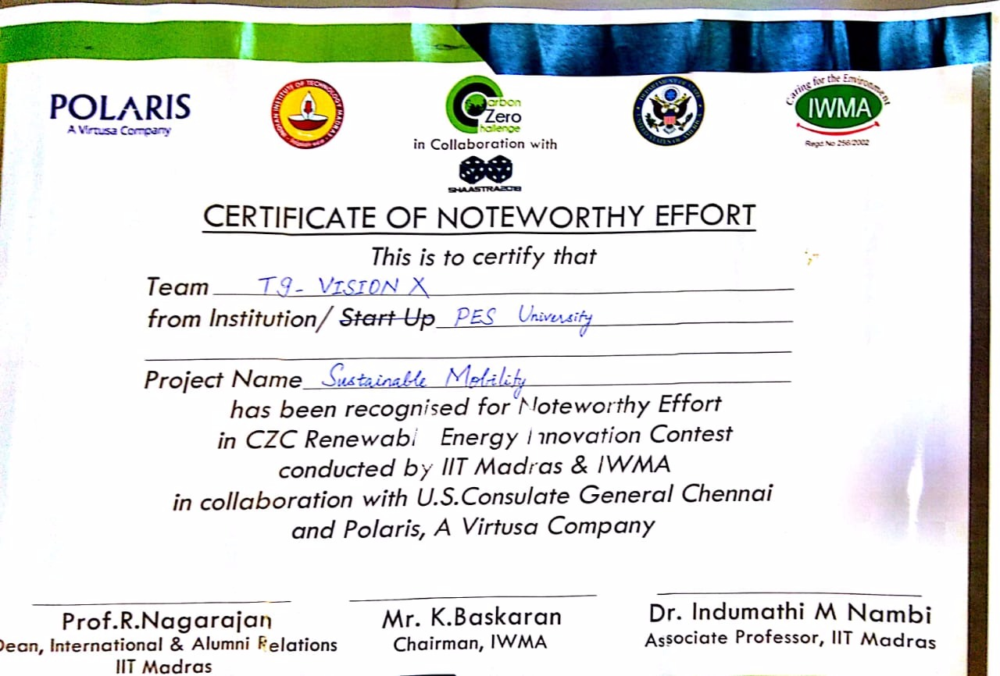 POLARIS
A Virtusa Company
INDIAN INSTITUTE OF TECHNOLOGY MADRAS
Carbon
Zero
Challenge
in Collaboration with
SHAASTRA2018
DEPARTMENT OF STATE
UNITED STATES OF AMERICA
Caring for the Environment
IWMA
Regd No 256/2002
CERTIFICATE OF NOTEWORTHY EFFORT
This is to certify that
Team T9- VISION X
from Institution/ Start Up PES University
Project Name Sustainable Mobility
has been recognised for Noteworthy Effort
in CZC Renewabl Energy Innovation Contest
conducted by IIT Madras & IWMA
in collaboration with U.S.Consulate General Chennai
and Polaris, A Virtusa Company
Prof.R.Nagarajan
Dean, International & Alumni Relations
IIT Madras
Mr. K.Baskaran
Chairman, IWMA
Dr. Indumathi M Nambi
Associate Professor, IIT Madras